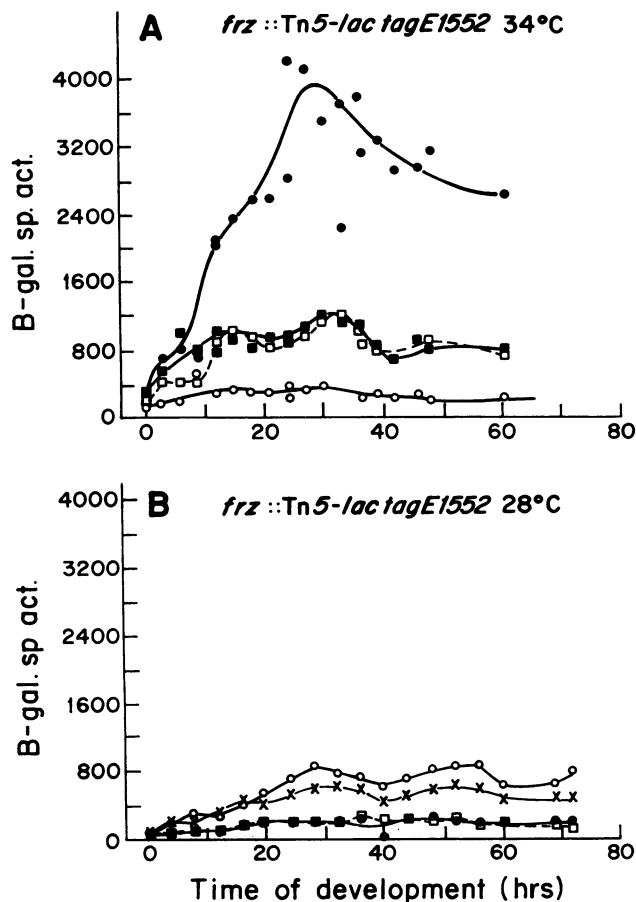 A frz ::Tn5-lac tagE1552 34°C
4000
3200
2400
1600
800
0
B-gal. sp. act.
0 20 40 60 80
B frz ::Tn5-lac tagE1552 28°C
4000
3200
2400
1600
800
0
B-gal. sp act.
0 20 40 60 80
Time of development (hrs)